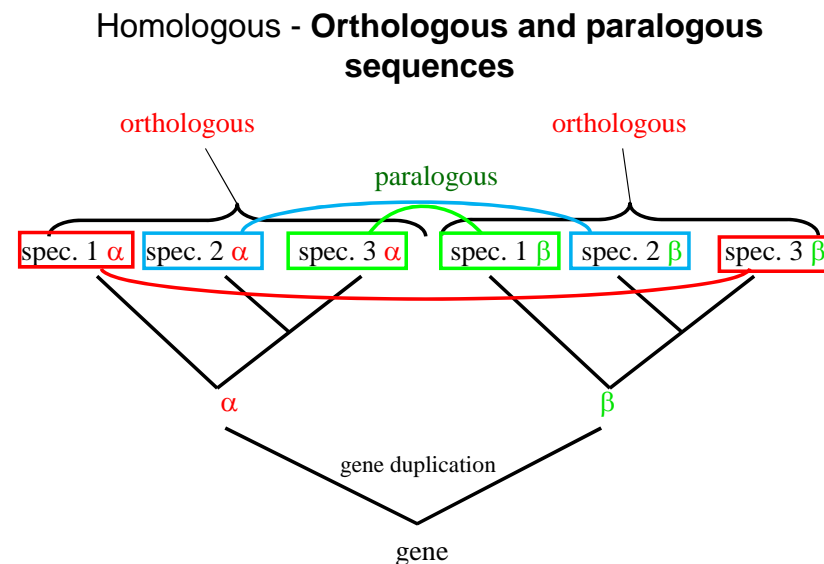 Homologous - Orthologous and paralogous
sequences
orthologous
orthologous
paralogous
spec. 1 α
spec. 2 α
spec. 3 α
spec. 1 β
spec. 2 β
spec. 3 β
α
β
gene duplication
gene